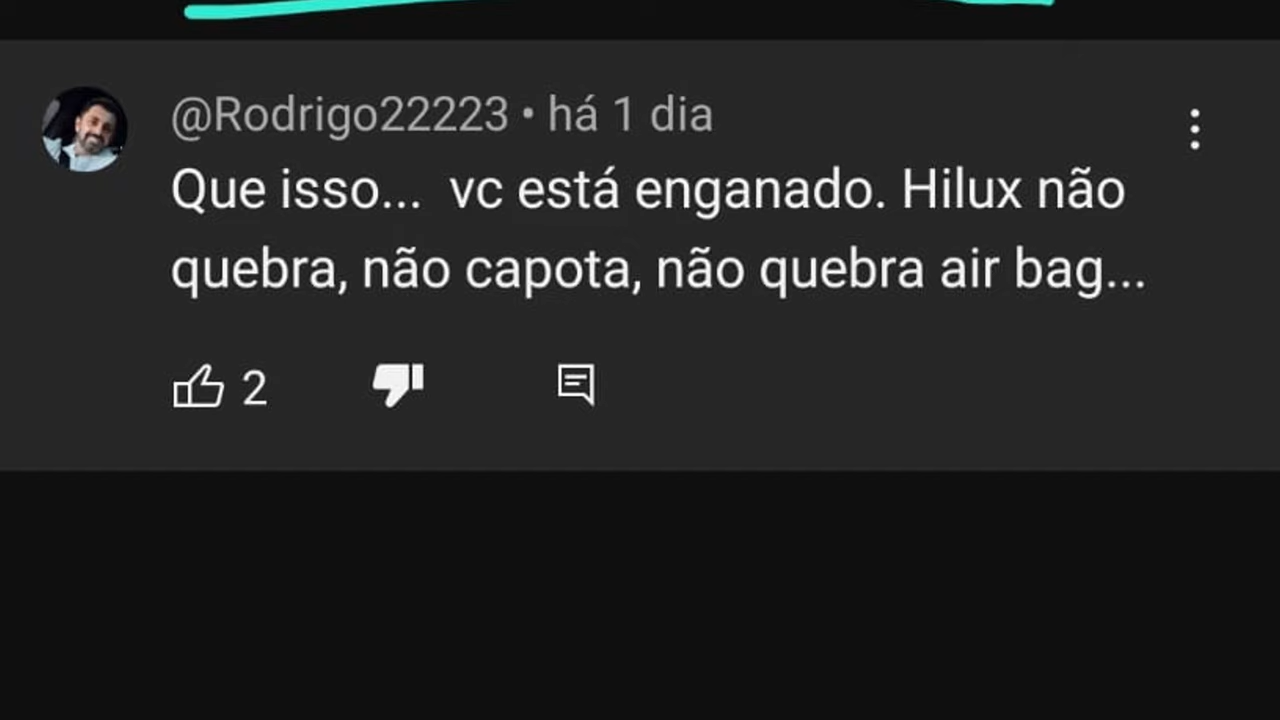 @Rodrigo22223 • há 1 dia
Que isso... vc está enganado. Hilux não
quebra, não capota, não quebra air bag...
2